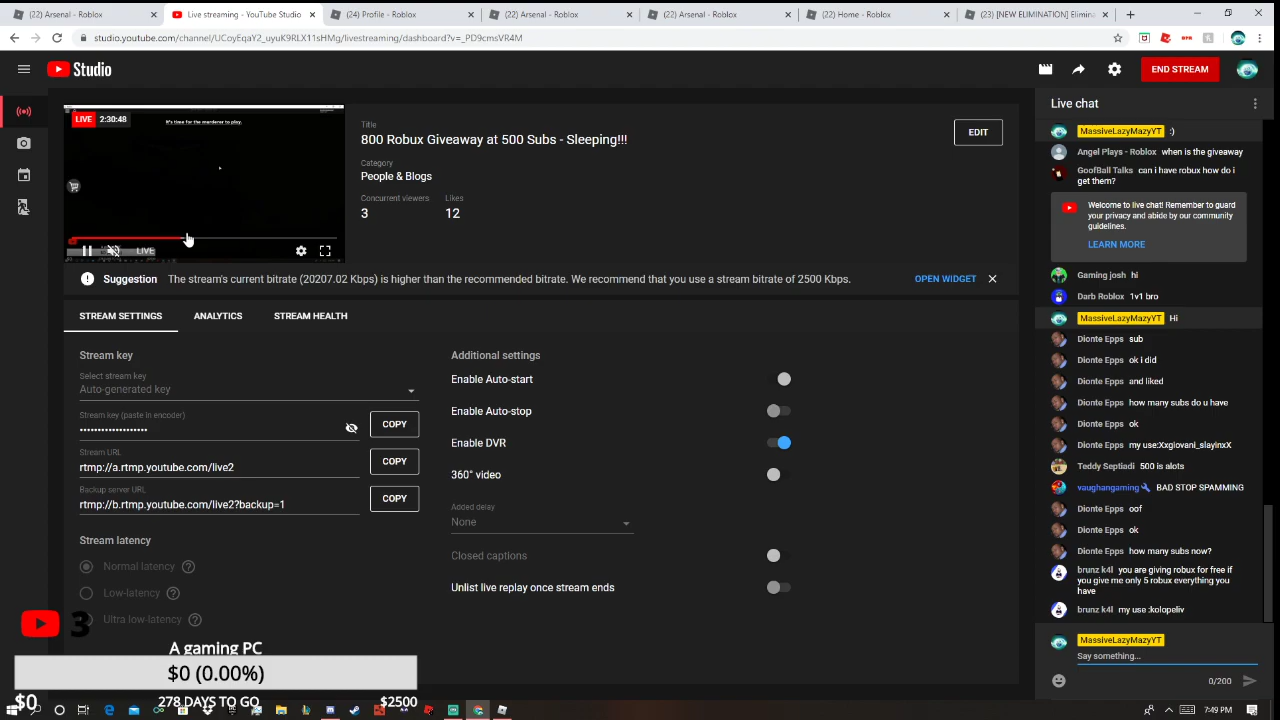 (22) Arsenal - Roblox
Live streaming - YouTube Studio
(24) Profile - Roblox
(22) Arsenal - Roblox
(22) Arsenal - Roblox
(22) Home - Roblox
(23) [NEW ELIMINATION] Elimin
studio.youtube.com/channel/UCoyEqaY2_uyuK9RLX11sHMg/livestreaming/dashboard?v=_PD9cmsVR4M
Studio
END STREAM
LIVE 2:30:48
It's time for the murderer to play.
LIVE
Title
800 Robux Giveaway at 500 Subs - Sleeping!!!
EDIT
Category
People & Blogs
Concurrent viewers
3
Likes
12
Suggestion The stream's current bitrate (20207.02 Kbps) is higher than the recommended bitrate. We recommend that you use a stream bitrate of 2500 Kbps.
OPEN WIDGET
STREAM SETTINGS
ANALYTICS
STREAM HEALTH
Stream key
Select stream key
Auto-generated key
Stream key (paste in encoder)
•••••••••••••••••••
COPY
Stream URL
rtmp://a.rtmp.youtube.com/live2
COPY
Backup server URL
rtmp://b.rtmp.youtube.com/live2?backup=1
COPY
Stream latency
Normal latency
Low-latency
Ultra low-latency
Additional settings
Enable Auto-start
Enable Auto-stop
Enable DVR
360° video
Added delay
None
Closed captions
Unlist live replay once stream ends
3
A gaming PC
$0 (0.00%)
$0
278 DAYS TO GO
$2500
Live chat
MassiveLazyMazyYT :)
Angel Plays - Roblox when is the giveaway
GoofBall Talks can i have robux how do i
get them?
Welcome to live chat! Remember to guard
your privacy and abide by our community
guidelines.
LEARN MORE
Gaming josh hi
Darb Roblox 1v1 bro
MassiveLazyMazyYT Hi
Dionte Epps sub
Dionte Epps ok i did
Dionte Epps and liked
Dionte Epps how many subs do u have
Dionte Epps ok
Dionte Epps my use:XxgiovanI_slayinxX
Teddy Septiadi 500 is alots
vaughangaming BAD STOP SPAMMING
Dionte Epps oof
Dionte Epps ok
Dionte Epps how many subs now?
brunz k4l you are giving robux for free if
you give me only 5 robux everything you
have
brunz k4l my use :kolopeliv
MassiveLazyMazyYT
Say something...
0/200
7:49 PM